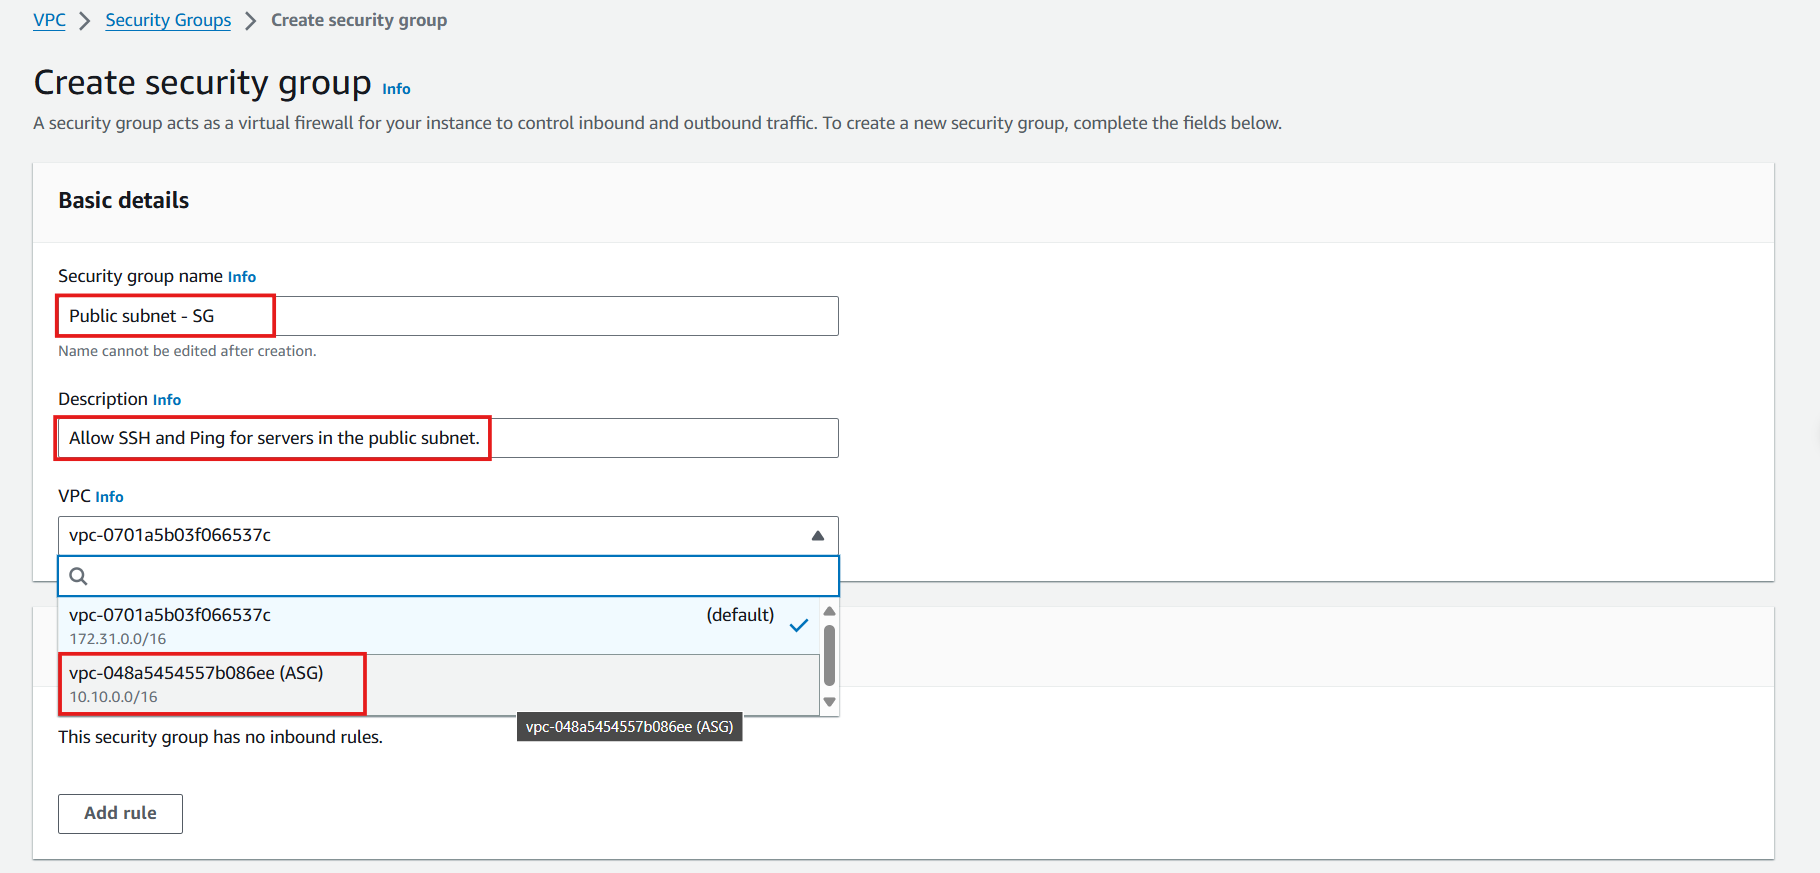 VPC > Security Groups > Create security group
Create security group Info
A security group acts as a virtual firewall for your instance to control inbound and outbound traffic. To create a new security group, complete the fields below.
Basic details
Security group name Info
Public subnet - SG
Name cannot be edited after creation.
Description Info
Allow SSH and Ping for servers in the public subnet.
VPC Info
vpc-0701a5b03f066537c
vpc-0701a5b03f066537c (default)
172.31.0.0/16
vpc-048a5454557b086ee (ASG)
10.10.0.0/16
vpc-048a5454557b086ee (ASG)
This security group has no inbound rules.
Add rule